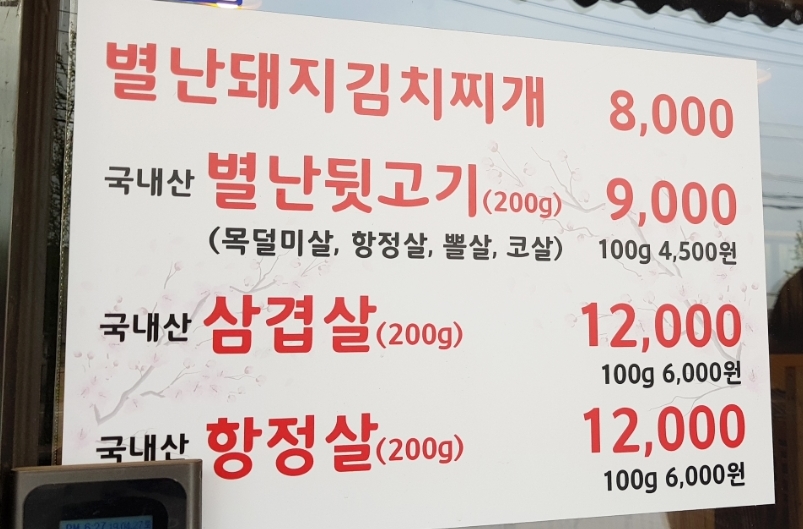 별난돼지김치찌개 8,000
국내산 별난뒷고기(200g) 9,000
(목덜미살, 항정살, 뽈살, 코살) 100g 4,500원
국내산 삼겹살(200g) 12,000
100g 6,000원
국내산 항정살(200g) 12,000
100g 6,000원